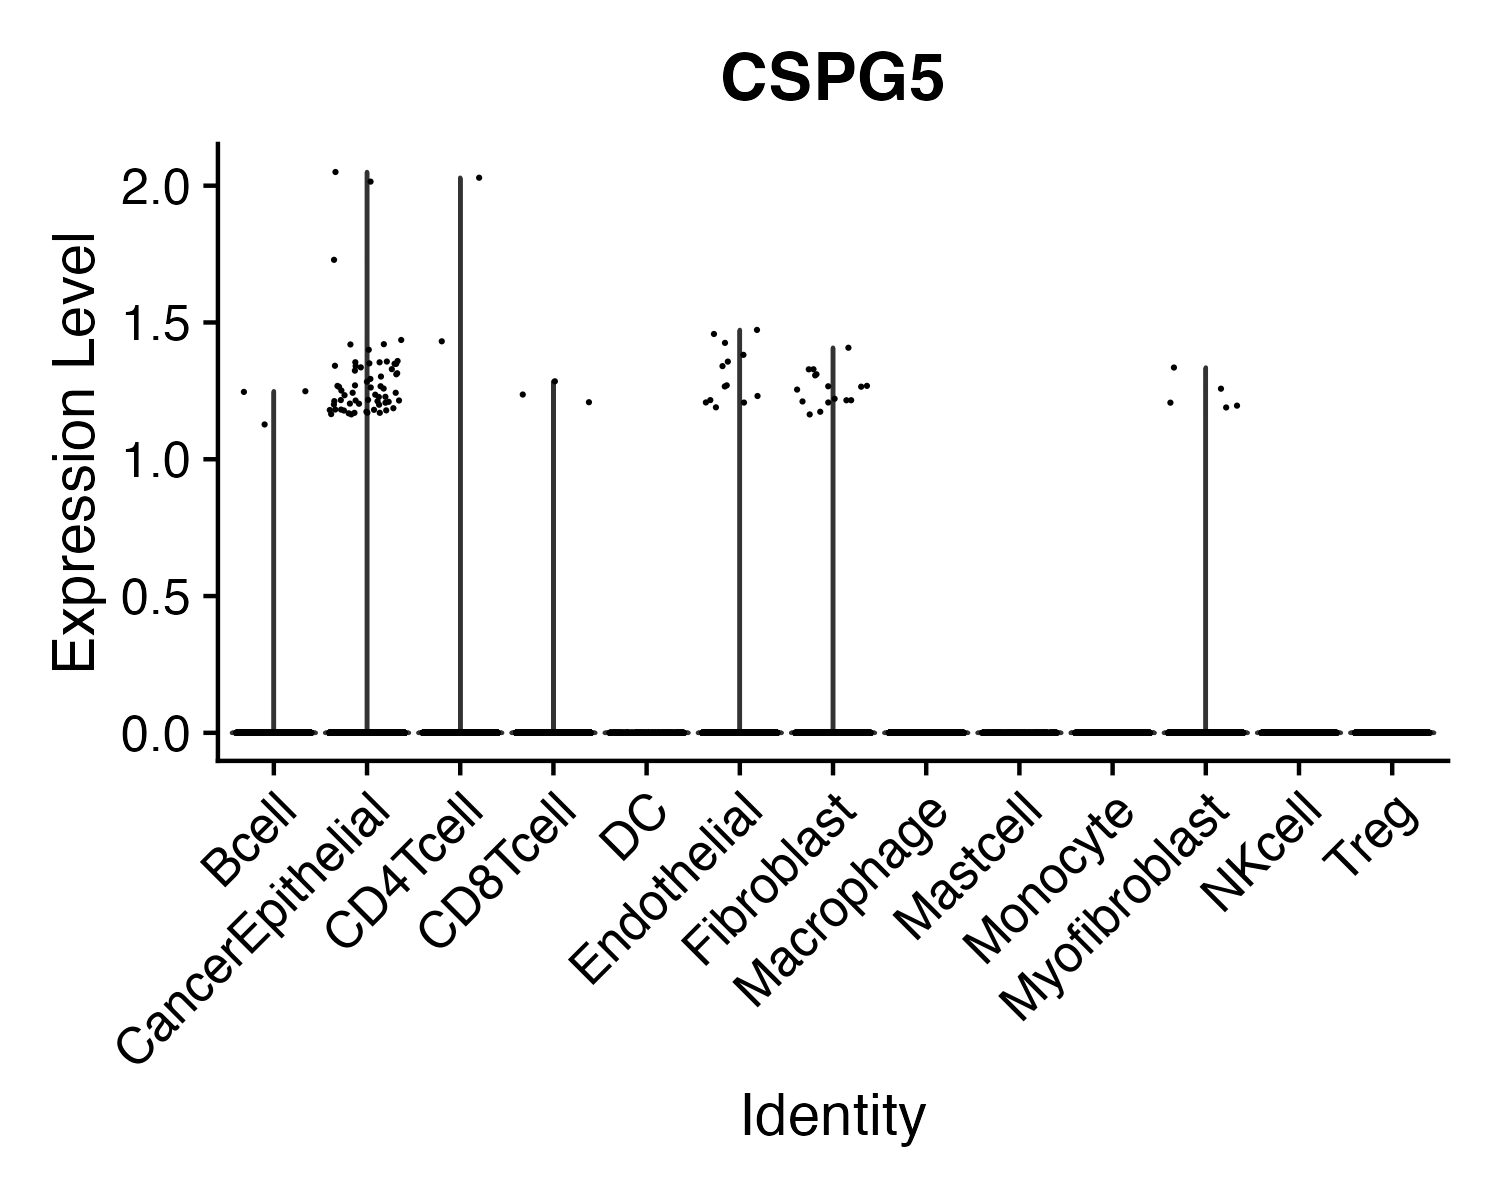 CSPG5
Expression Level
2.0
1.5
1.0
0.5
0.0
Bcell
CancerEpithelial
CD4Tcell
CD8Tcell
DC
Endothelial
Fibroblast
Macrophage
Mastcell
Monocyte
Myofibroblast
NKcell
Treg
Identity